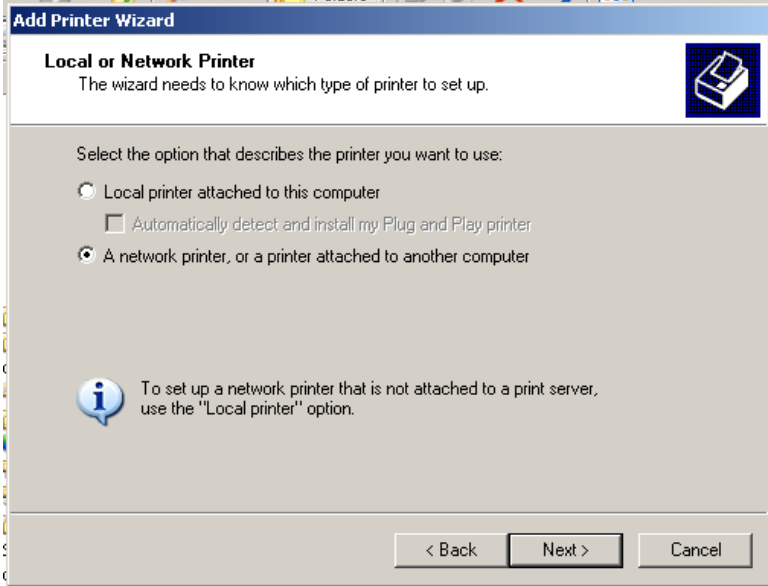 Add Printer Wizard
Local or Network Printer
The wizard needs to know which type of printer to set up.
Select the option that describes the printer you want to use:
Local printer attached to this computer
Automatically detect and install my Plug and Play printer
A network printer, or a printer attached to another computer
To set up a network printer that is not attached to a print server,
use the "Local printer" option.
< Back
Next >
Cancel